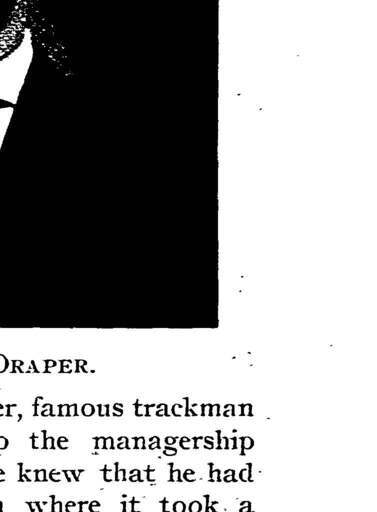 DRAPER.
er, famous trackman
o the managership
e knew that he had
n where it took a